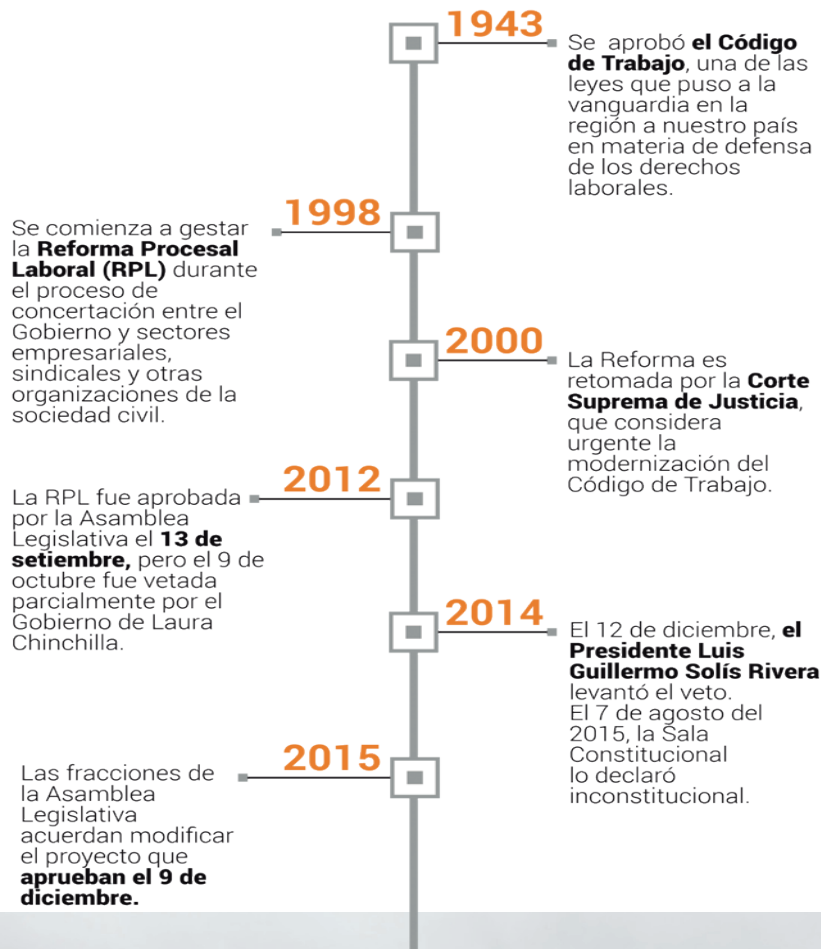 1943
Se aprobó el Código
de Trabajo, una de las
leyes que puso a la
vanguardia en la
región a nuestro país
en materia de defensa
de los derechos
laborales.
1998
Se comienza a gestar
la Reforma Procesal
Laboral (RPL) durante
el proceso de
concertación entre el
Gobierno y sectores
empresariales,
sindicales y otras
organizaciones de la
sociedad civil.
2000
La Reforma es
retomada por la Corte
Suprema de Justicia,
que considera
urgente la
modernización del
Código de Trabajo.
2012
La RPL fue aprobada
por la Asamblea
Legislativa el 13 de
setiembre, pero el 9 de
octubre fue vetada
parcialmente por el
Gobierno de Laura
Chinchilla.
2014
El 12 de diciembre, el
Presidente Luis
Guillermo Solís Rivera
levantó el veto.
El 7 de agosto del
2015, la Sala
Constitucional
lo declaró
inconstitucional.
2015
Las fracciones de
la Asamblea
Legislativa
acuerdan modificar
el proyecto que
aprueban el 9 de
diciembre.